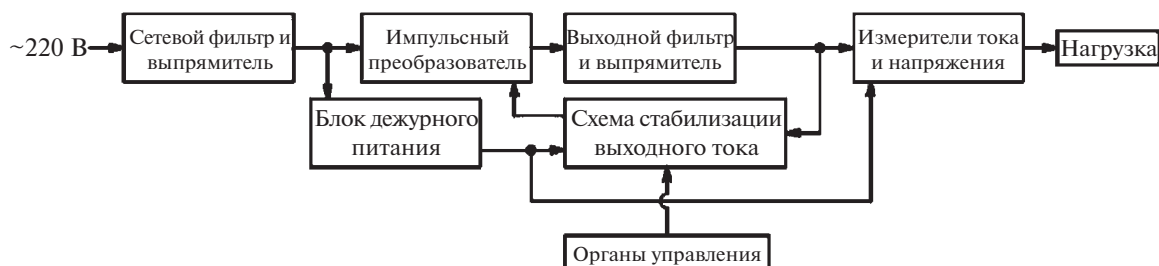 ~220 В
Сетевой фильтр и
выпрямитель
Импульсный
преобразователь
Выходной фильтр
и выпрямитель
Измерители тока
и напряжения
Нагрузка
Блок дежурного
питания
Схема стабилизации
выходного тока
Органы управления